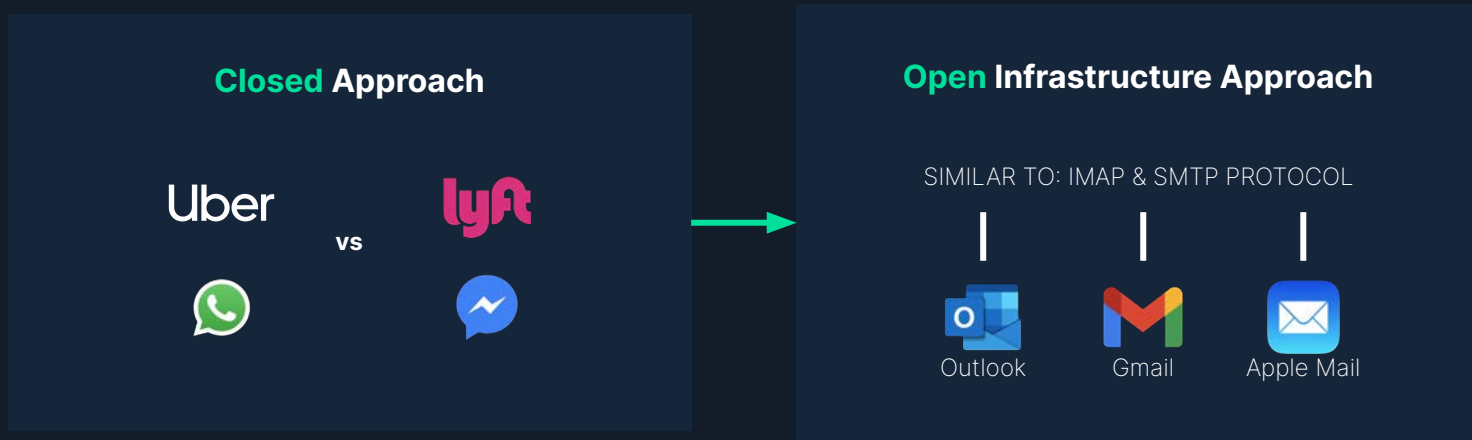 Closed Approach
Uber
lyft
vs
Open Infrastructure Approach
SIMILAR TO: IMAP & SMTP PROTOCOL
O
Outlook
Gmail
Apple Mail